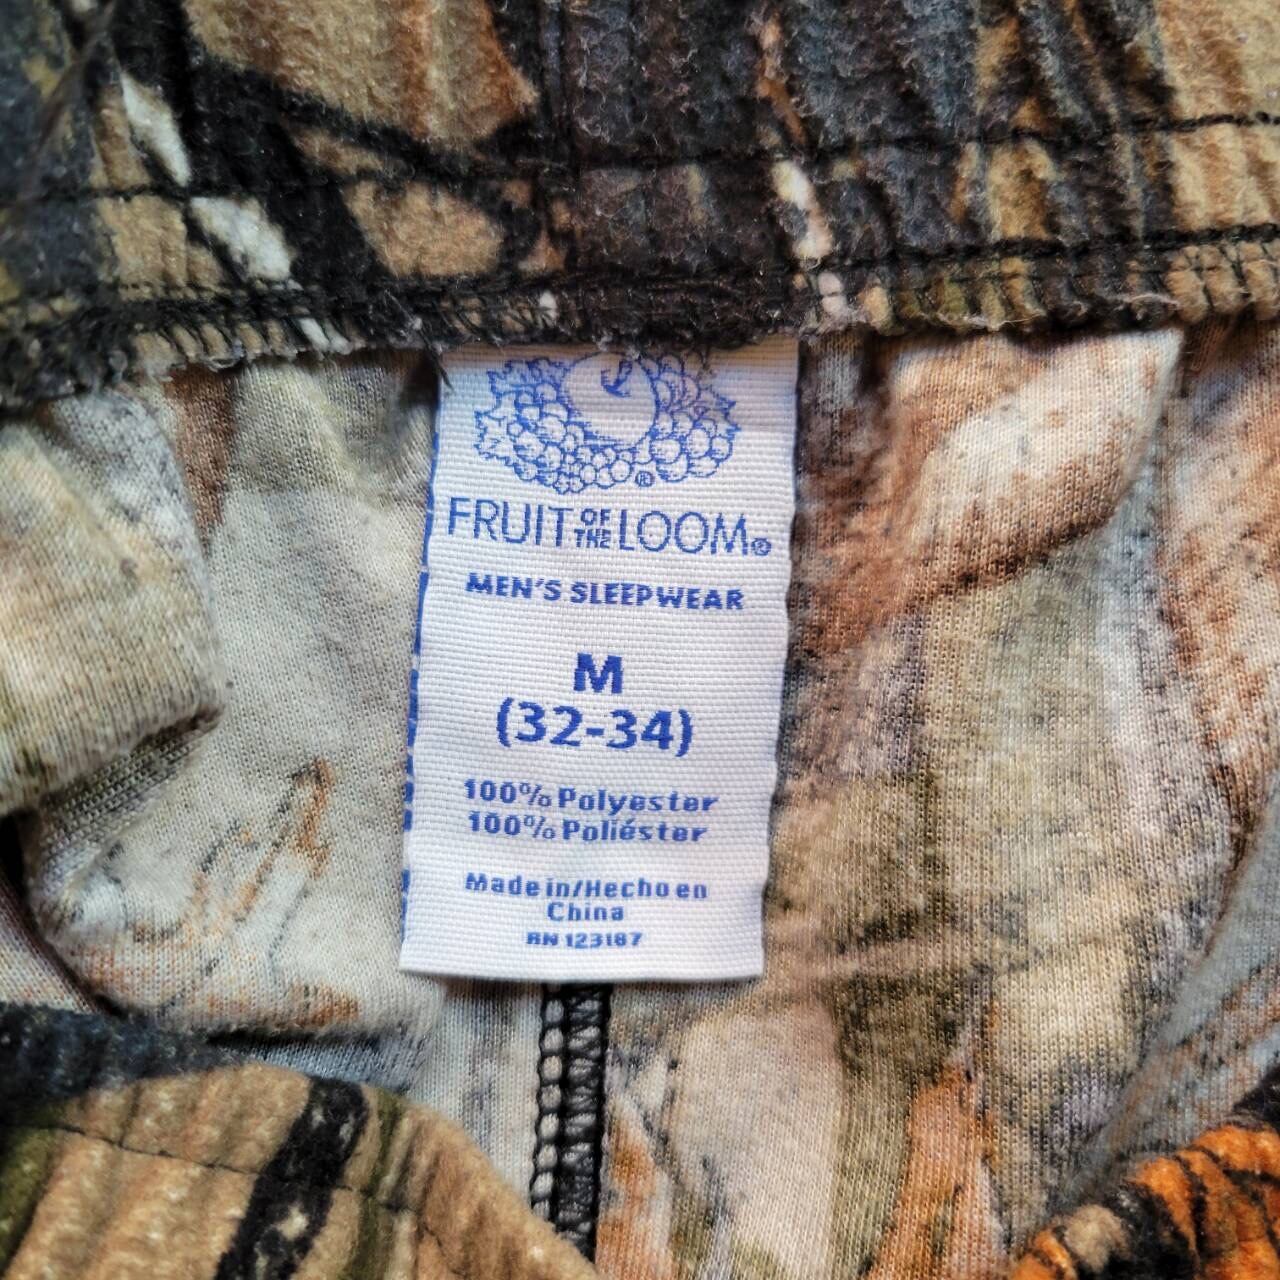 ®
FRUIT OF THE LOOM®
MEN'S SLEEPWEAR
M
(32-34)
100% Polyester
100% Poliéster
Made in/Hecho en
China
RN 123187